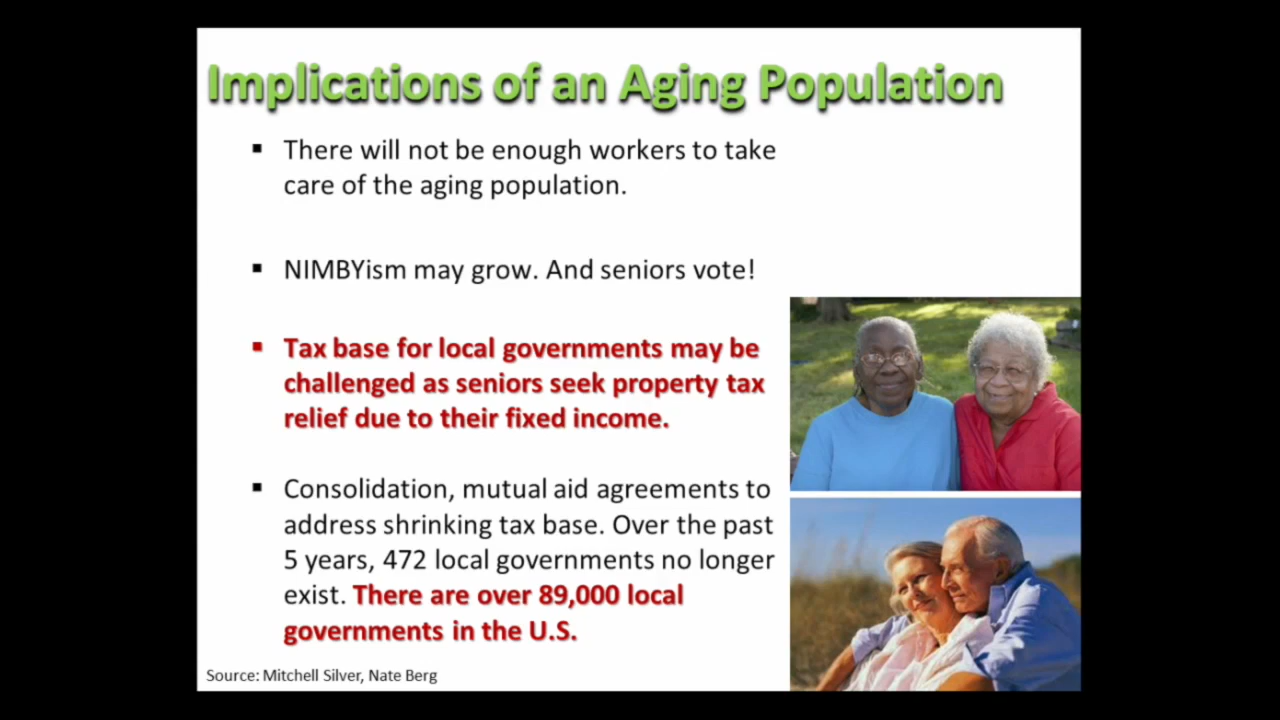 Implications of an Aging Population
▪ There will not be enough workers to take
care of the aging population.
▪ NIMBYism may grow. And seniors vote!
▪ Tax base for local governments may be
challenged as seniors seek property tax
relief due to their fixed income.
▪ Consolidation, mutual aid agreements to
address shrinking tax base. Over the past
5 years, 472 local governments no longer
exist. There are over 89,000 local
governments in the U.S.
Source: Mitchell Silver, Nate Berg